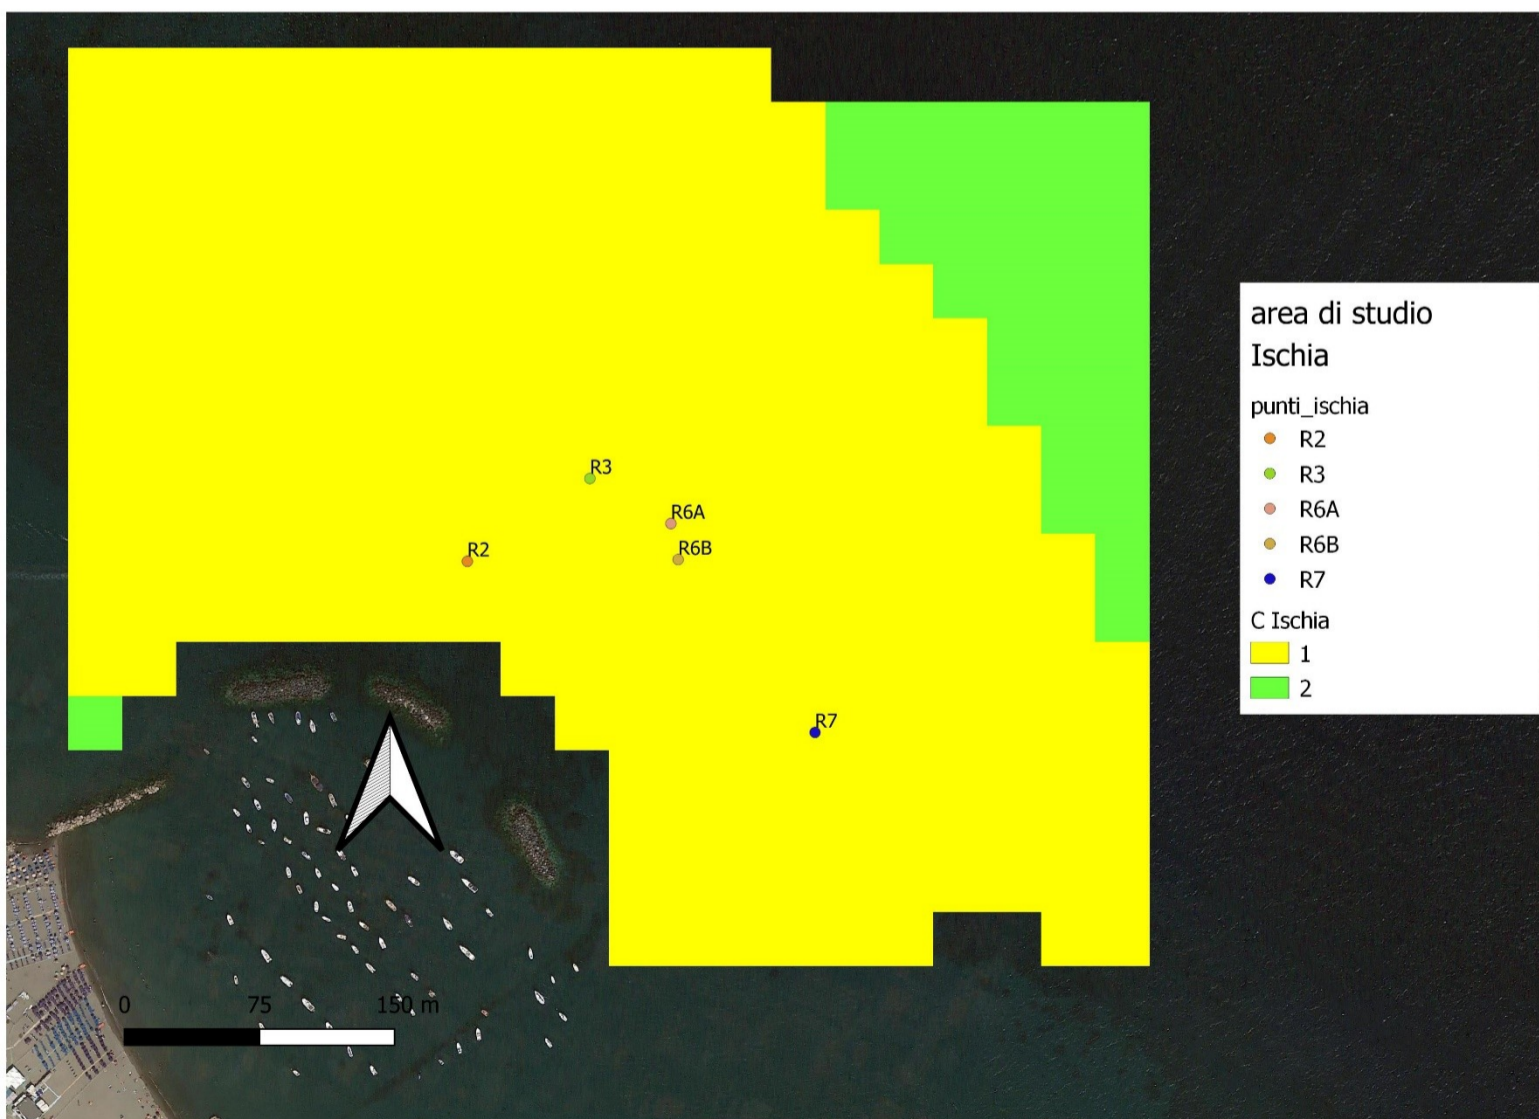 R3
R6A
R2
R6B
R7
0 75 150 m
area di studio
Ischia
punti_ischia
R2
R3
R6A
R6B
R7
C Ischia
1
2